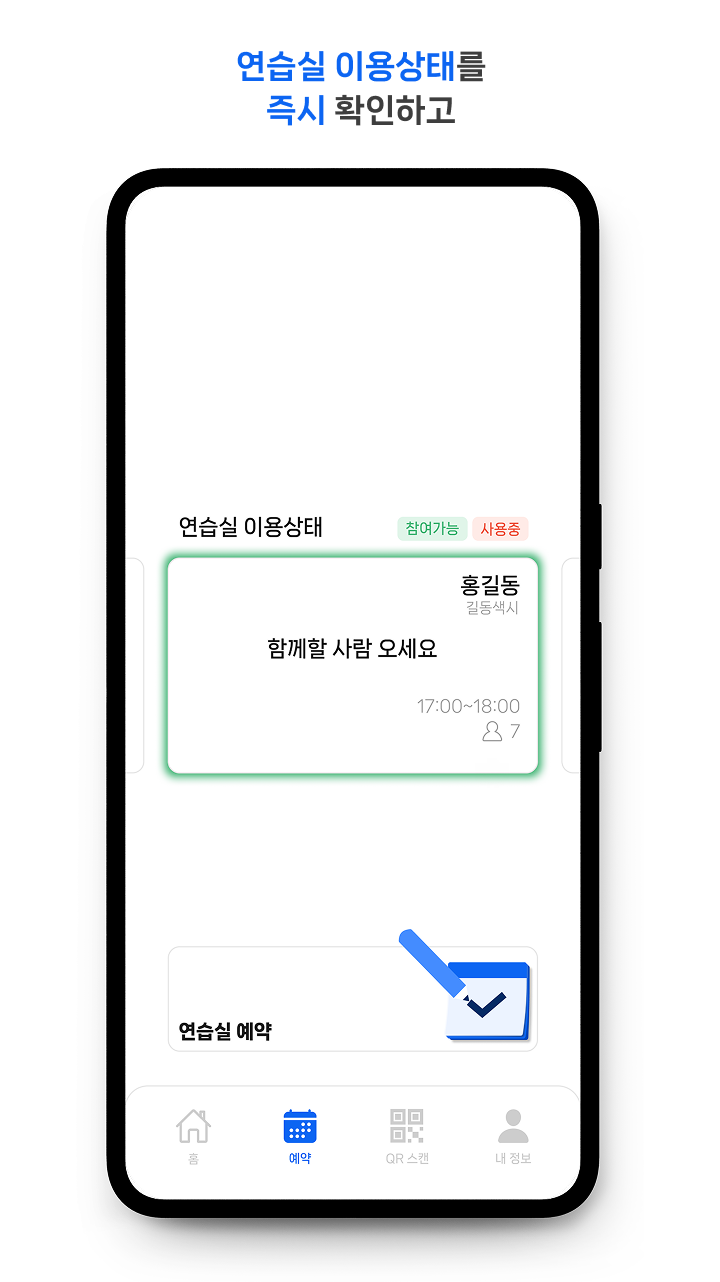 연습실 이용상태를
즉시 확인하고
연습실 이용상태 참여가능 사용중
홍길동
길동색시
함께할 사람 오세요
17:00~18:00
7
연습실 예약
홈 예약 QR 스캔 내 정보